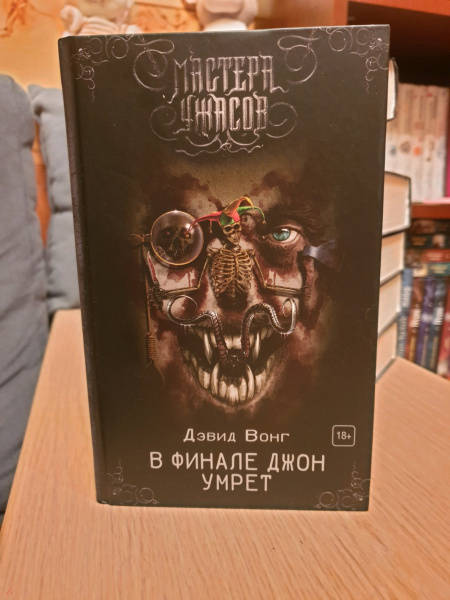 МАСТЕРА
УЖАСОВ
Дэвид Вонг
18+
В ФИНАЛЕ ДЖОН
УМРЕТ